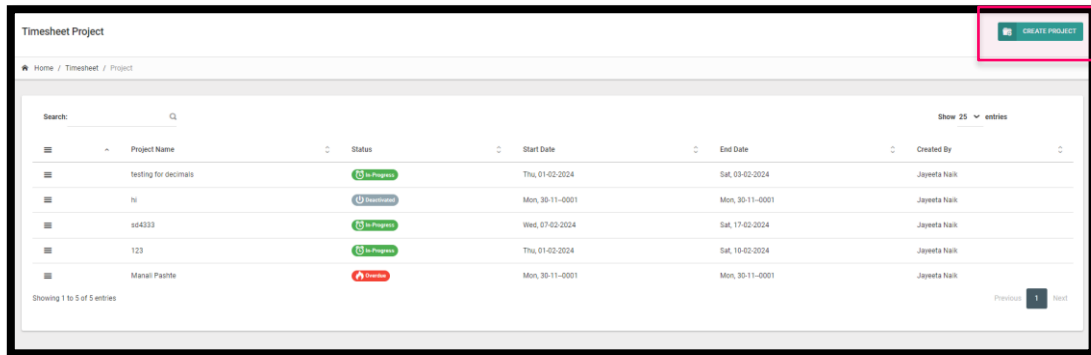 Timesheet Project
CREATE PROJECT
Home / Timesheet / Project
Search:
Show 25 entries
Project Name Status Start Date End Date Created By
testing for decimals In-Progress Thu, 01-02-2024 Sat, 03-02-2024 Jayeeta Naik
hi Deactivated Mon, 30-11--0001 Mon, 30-11--0001 Jayeeta Naik
sd4333 In-Progress Wed, 07-02-2024 Sat, 17-02-2024 Jayeeta Naik
123 In-Progress Thu, 01-02-2024 Sat, 10-02-2024 Jayeeta Naik
Manali Pashte Overdue Mon, 30-11--0001 Mon, 30-11--0001 Jayeeta Naik
Showing 1 to 5 of 5 entries
Previous 1 Next